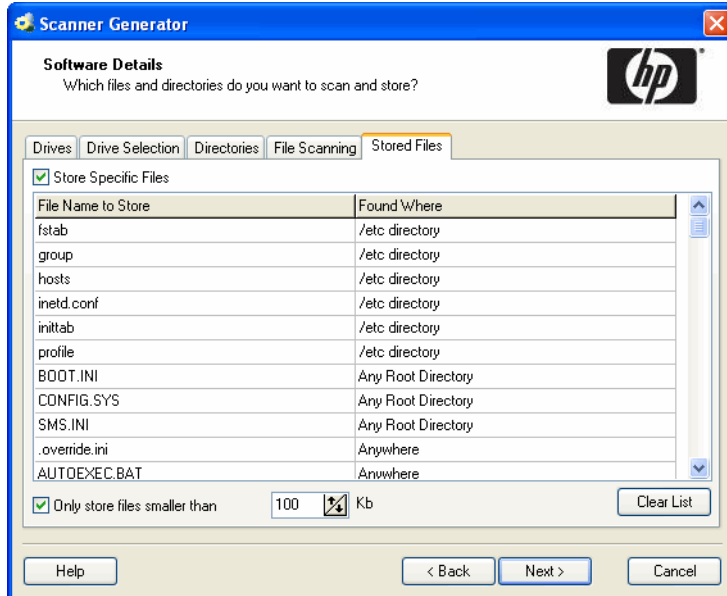 Scanner Generator
Software Details
Which files and directories do you want to scan and store?
hp
Drives Drive Selection Directories File Scanning Stored Files
Store Specific Files
File Name to Store Found Where
fstab /etc directory
group /etc directory
hosts /etc directory
inetd.conf /etc directory
inittab /etc directory
profile /etc directory
BOOT.INI Any Root Directory
CONFIG.SYS Any Root Directory
SMS.INI Any Root Directory
.override.ini Anywhere
AUTOEXEC.BAT Anywhere
Only store files smaller than 100 Kb Clear List
Help < Back Next > Cancel